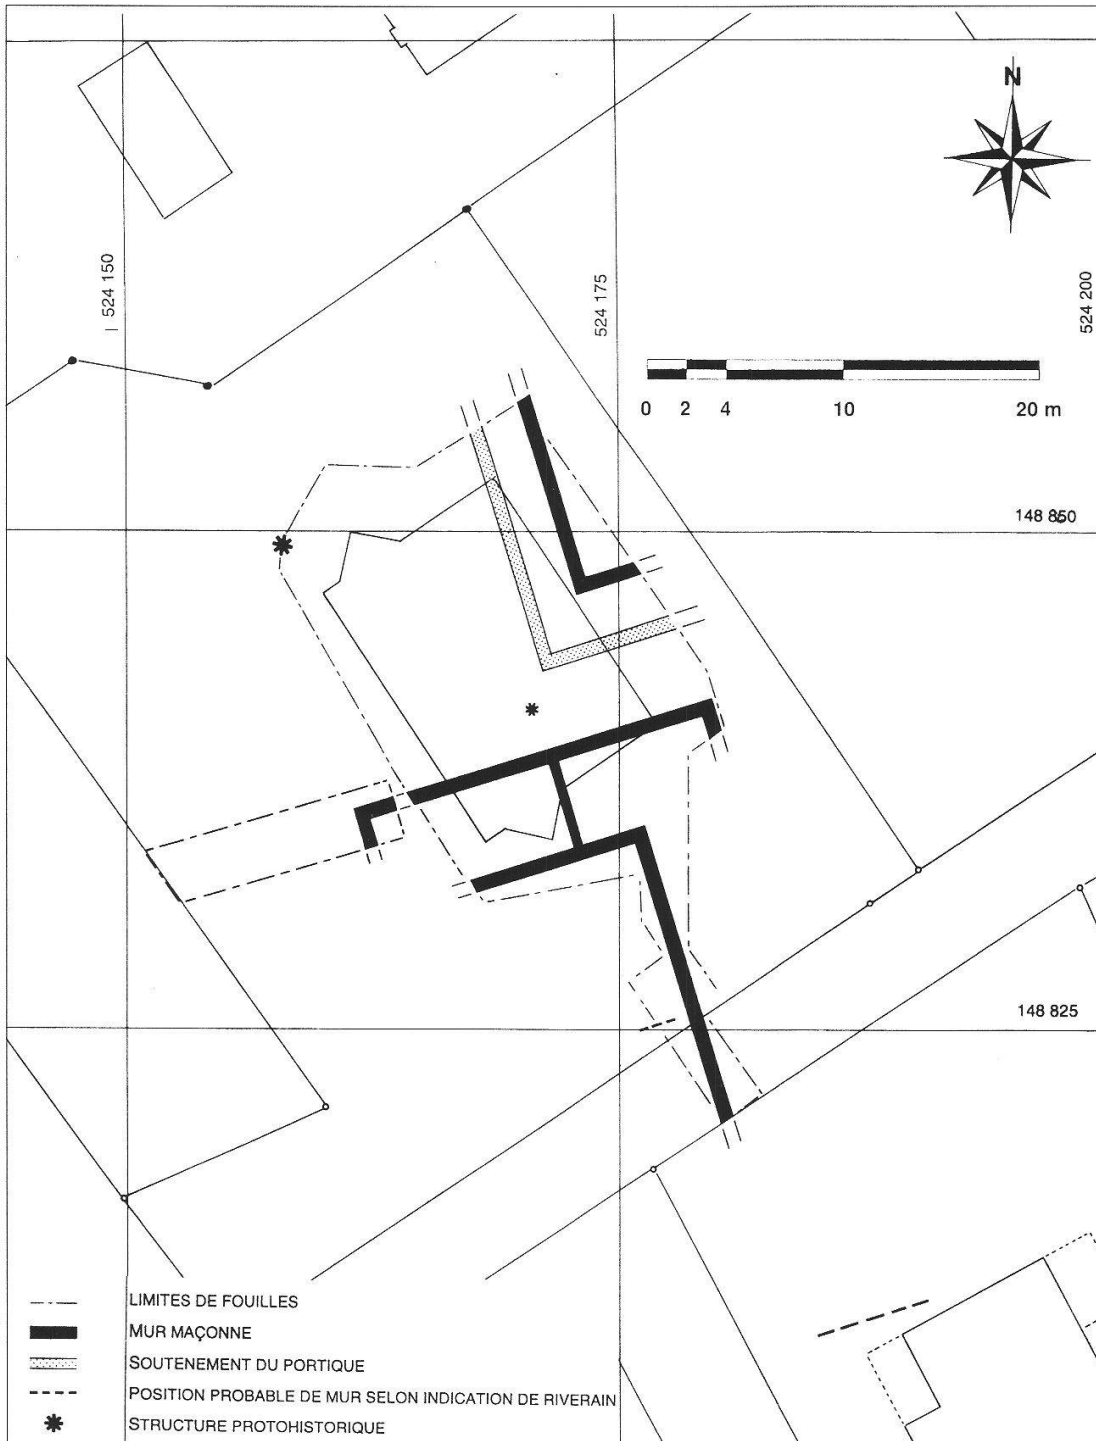 N
524 150
524 175
524 200
0 2 4 10 20 m
148 850
148 825
LIMITES DE FOUILLES
MUR MAÇONNE
SOUTENEMENT DU PORTIQUE
POSITION PROBABLE DE MUR SELON INDICATION DE RIVERAIN
STRUCTURE PROTOHISTORIQUE